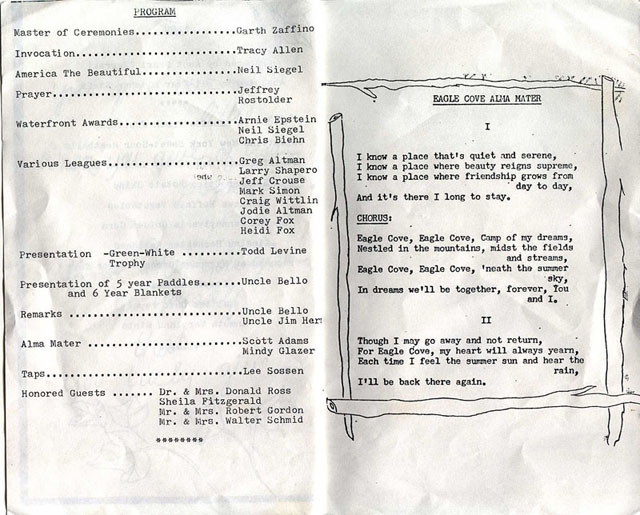 PROGRAM
Master of Ceremonies..............Garth Zaffino
Invocation.......................Tracy Allen
America The Beautiful.............Neil Siegel
Prayer..........................Jeffrey
Rostolder
Waterfront Awards................Arnie Epstein
Neil Siegel
Chris Biehn
Various Leagues..................Greg Altman
Larry Shapero
Jeff Crouse
Mark Simon
Craig Wittlin
Jodie Altman
Corey Fox
Heidi Fox
Presentation -Green-White .........Todd Levine
Trophy
Presentation of 5 year Paddles......Uncle Bello
and 6 Year Blankets
Remarks .........................Uncle Bello
Uncle Jim
Alma Mater ......................Scott Adams
Mindy Glazer
Taps............................Lee Sossen
Honored Guests ....... Dr. & Mrs. Donald Ross
Sheila Fitzgerald
Mr. & Mrs. Robert Gordon
Mr. & Mrs. Walter Schmid
********
EAGLE COVE ALMA MATER
I
I know a place that's quiet and serene,
I know a place where beauty reigns supreme,
I know a place where friendship grows from
day to day,
And it's there I long to stay.
CHORUS:
Eagle Cove, Eagle Cove, Camp of my dreams,
Nestled in the mountains, midst the fields
and streams,
Eagle Cove, Eagle Cove, 'neath the summer
sky,
In dreams we'll be together, forever, You
and I.
II
Though I may go away and not return,
For Eagle Cove, my heart will always yearn,
Each time I feel the summer sun and hear the
rain,
I'll be back there again.